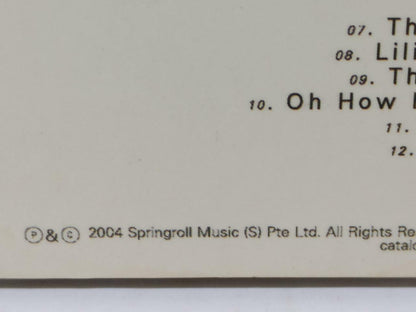 07. Th
08. Lili
09. Th
10. Oh How
11.
12.
℗ & © 2004 Springroll Music (S) Pte Ltd. All Rights Re
catalo